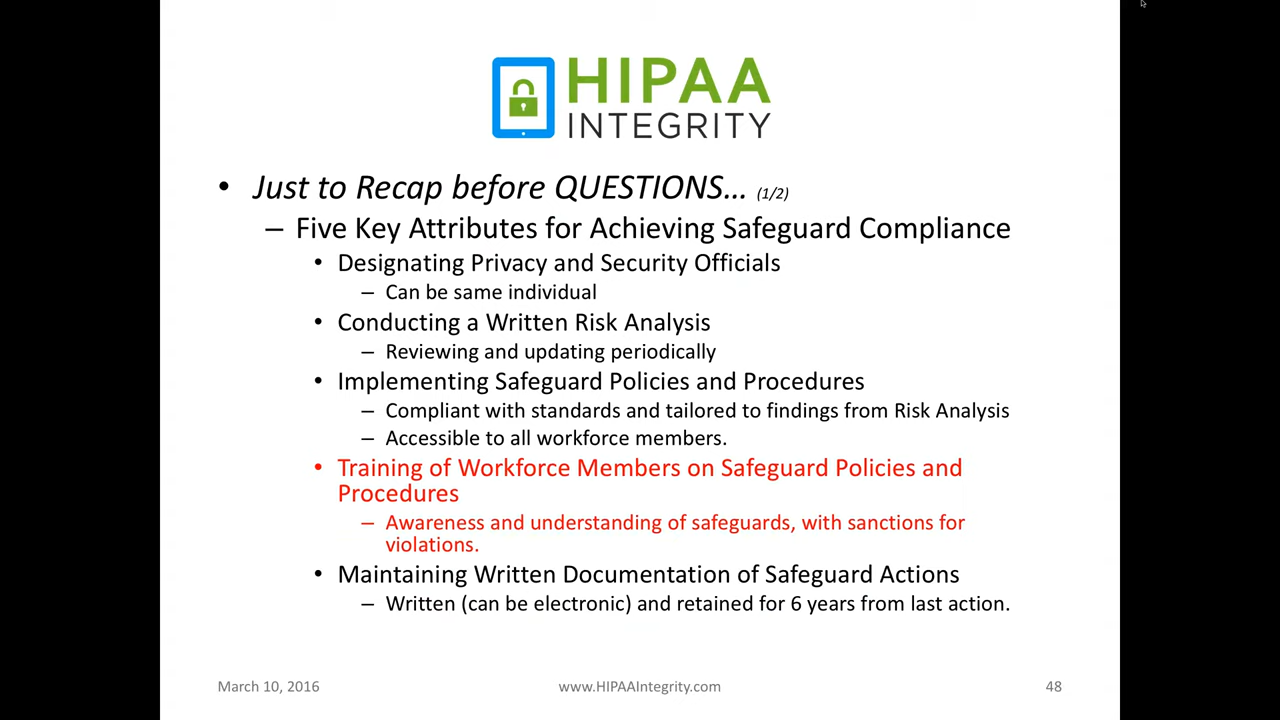 HIPAA
INTEGRITY
• Just to Recap before QUESTIONS... (1/2)
– Five Key Attributes for Achieving Safeguard Compliance
• Designating Privacy and Security Officials
– Can be same individual
• Conducting a Written Risk Analysis
– Reviewing and updating periodically
• Implementing Safeguard Policies and Procedures
– Compliant with standards and tailored to findings from Risk Analysis
– Accessible to all workforce members.
• Training of Workforce Members on Safeguard Policies and
Procedures
– Awareness and understanding of safeguards, with sanctions for
violations.
• Maintaining Written Documentation of Safeguard Actions
– Written (can be electronic) and retained for 6 years from last action.
March 10, 2016
www.HIPAAIntegrity.com
48